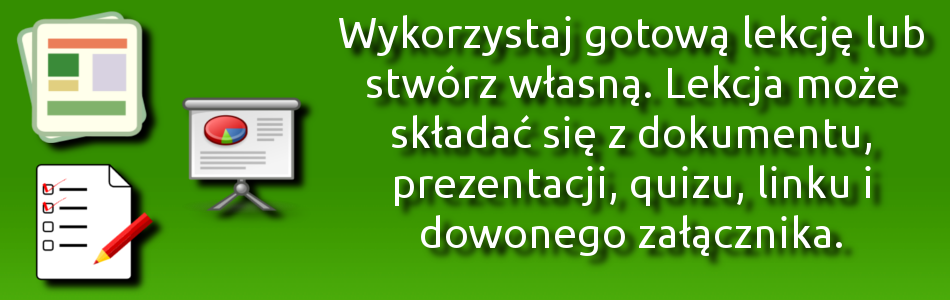 Wykorzystaj gotową lekcję lub
stwórz własną. Lekcja może
składać się z dokumentu,
prezentacji, quizu, linku i
dowonego załącznika.